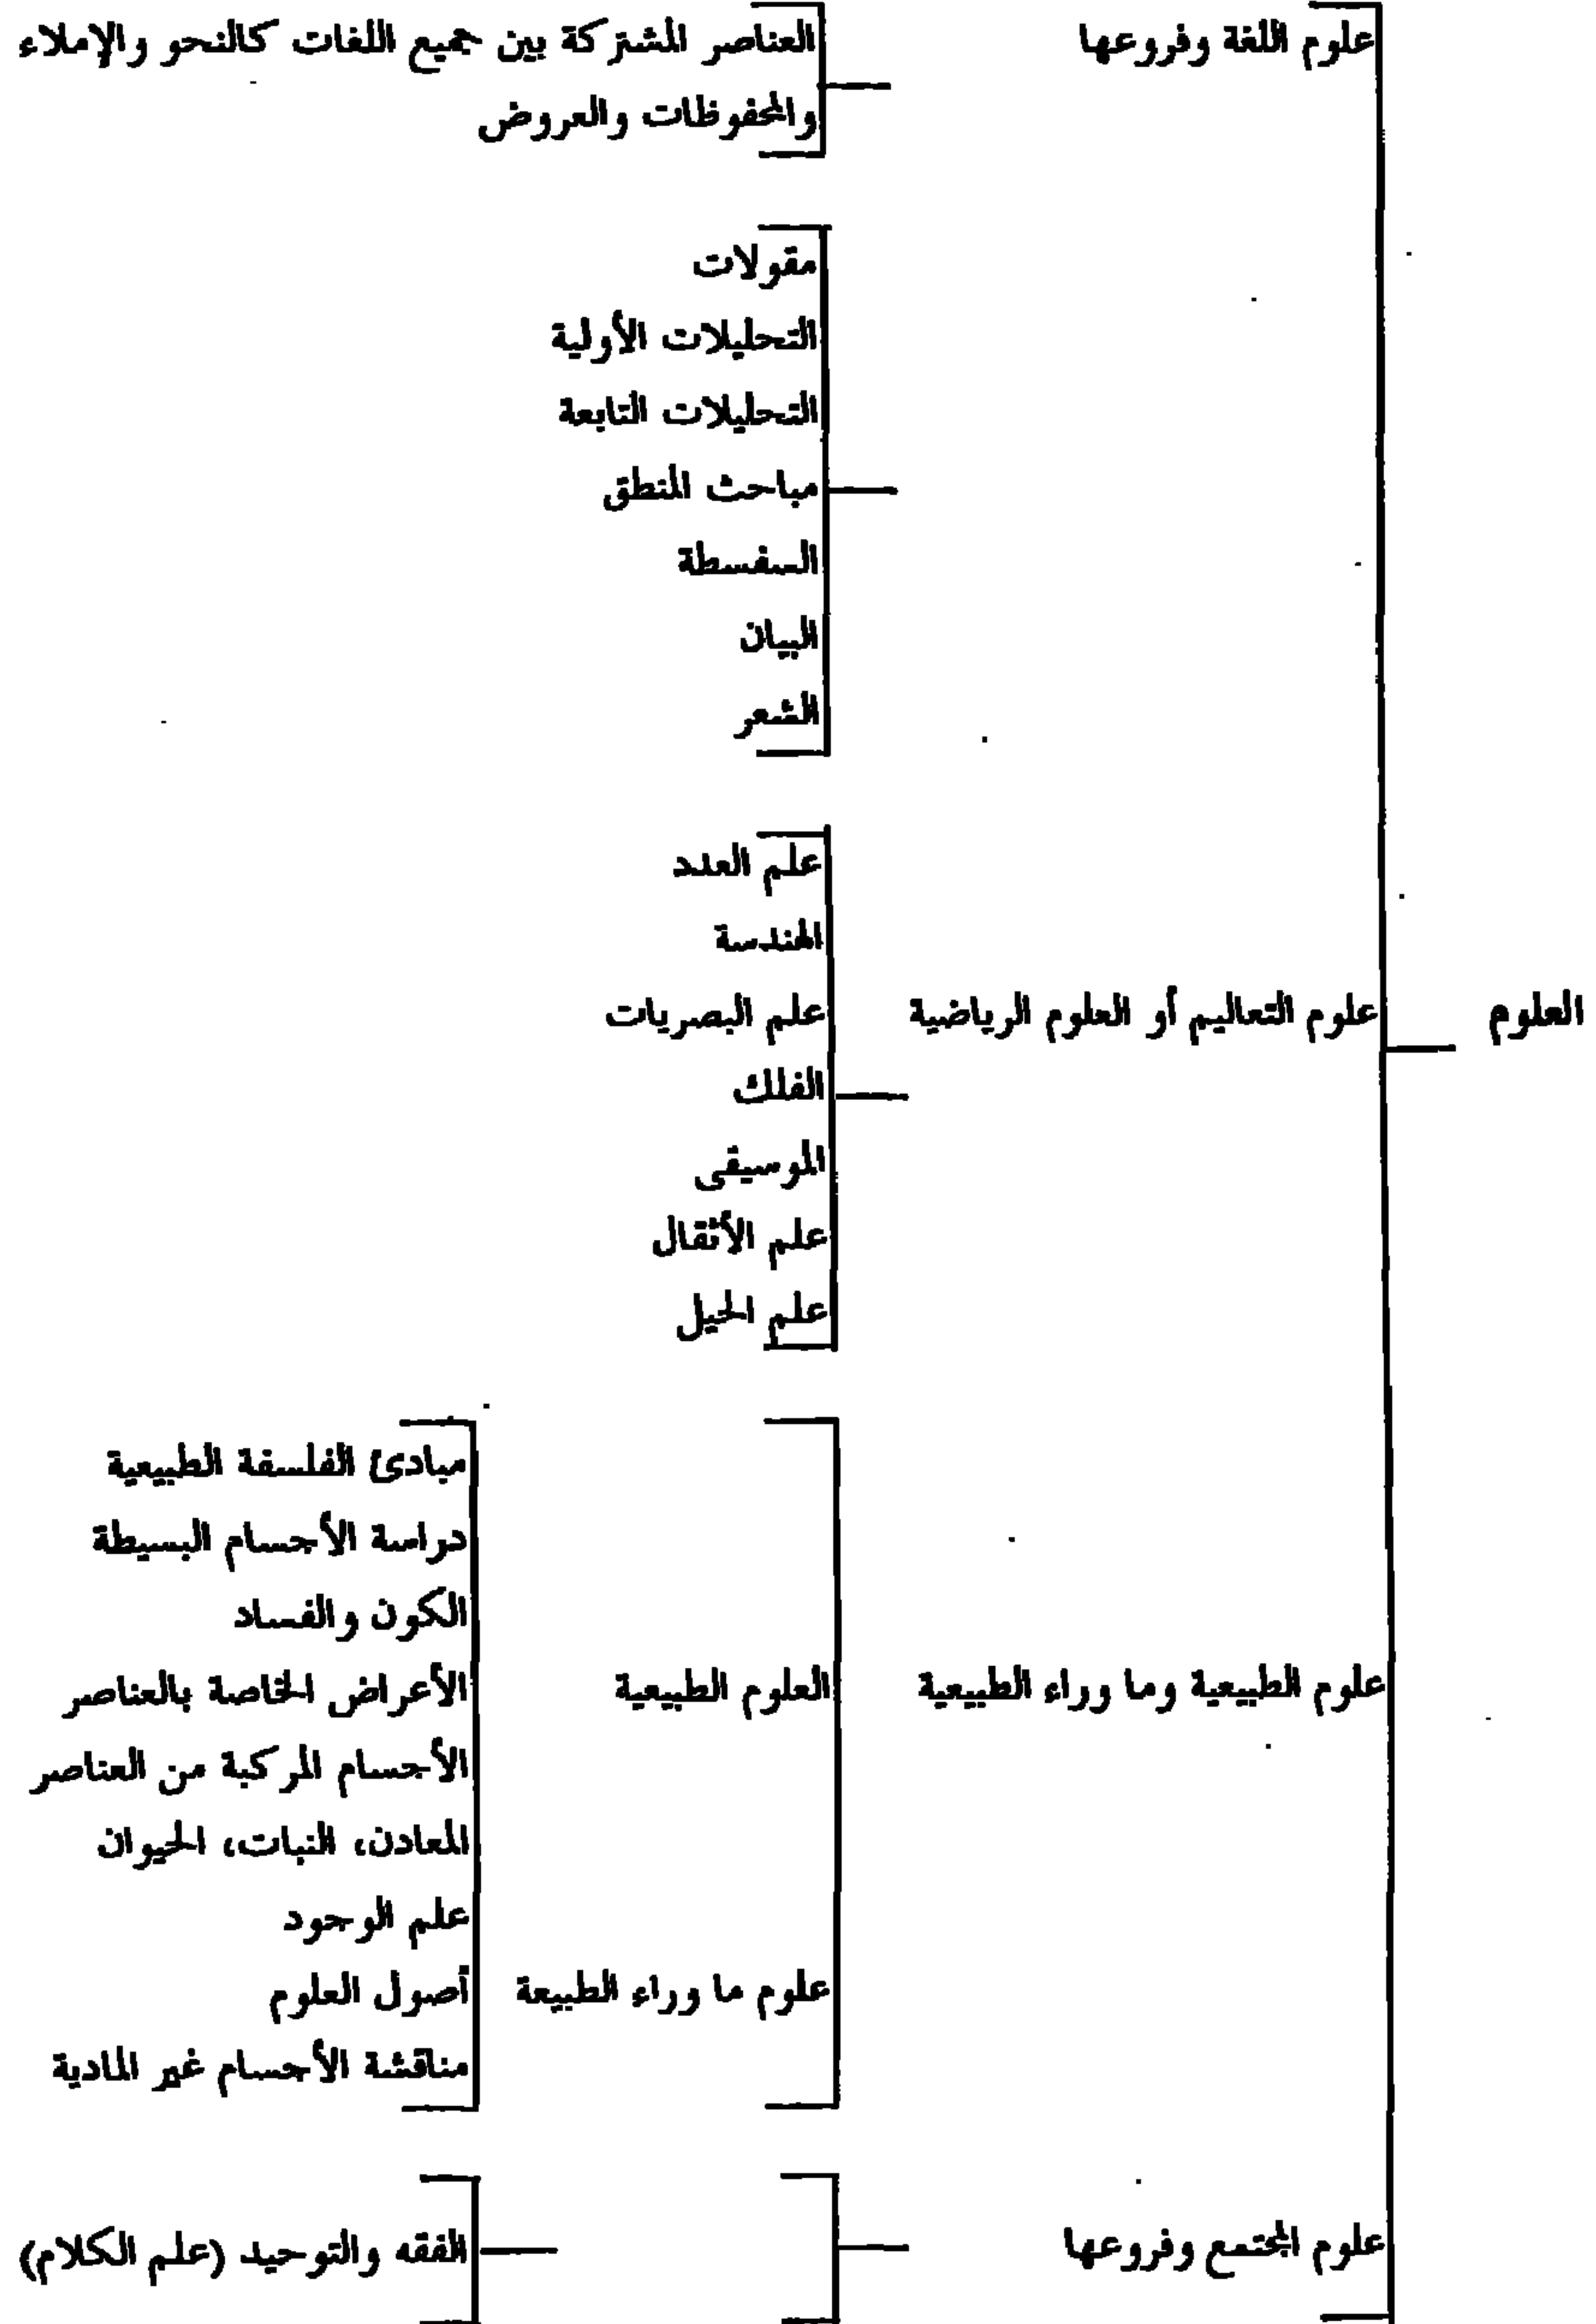 علوم اللغة وفروعها
العناصر المشتركة بين جميع اللغات كالنحو والإملاء
والمحفوظات والعروض
مقولات
التحليلات الأولية
التحليلات التابعة
مباحث المنطق
السفسطة
البيان
الشعر
العلوم
علوم التعاليم أو العلوم الرياضية
علم العدد
الهندسة
علم البصريات
الفلك
الموسيقى
علم الأثقال
علم الحيل
علوم الطبيعية وما وراء الطبيعية
العلوم الطبيعية
مبادئ الفلسفة الطبيعية
دراسة الأجسام البسيطة
الكون والفساد
الأعراض الخاصة بالعناصر
الأجسام المركبة من العناصر
المعادن، النبات، الحيوان
علوم ما وراء الطبيعة
علم الوجود
أصول العلوم
مناقشة الأجسام غير المادية
علوم المجتمع وفروعها
الفقه والتوحيد (علم الكلام)